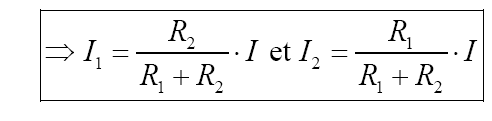 ⇒ I₁ = R₂ / (R₁ + R₂) · I et I₂ = R₁ / (R₁ + R₂) · I